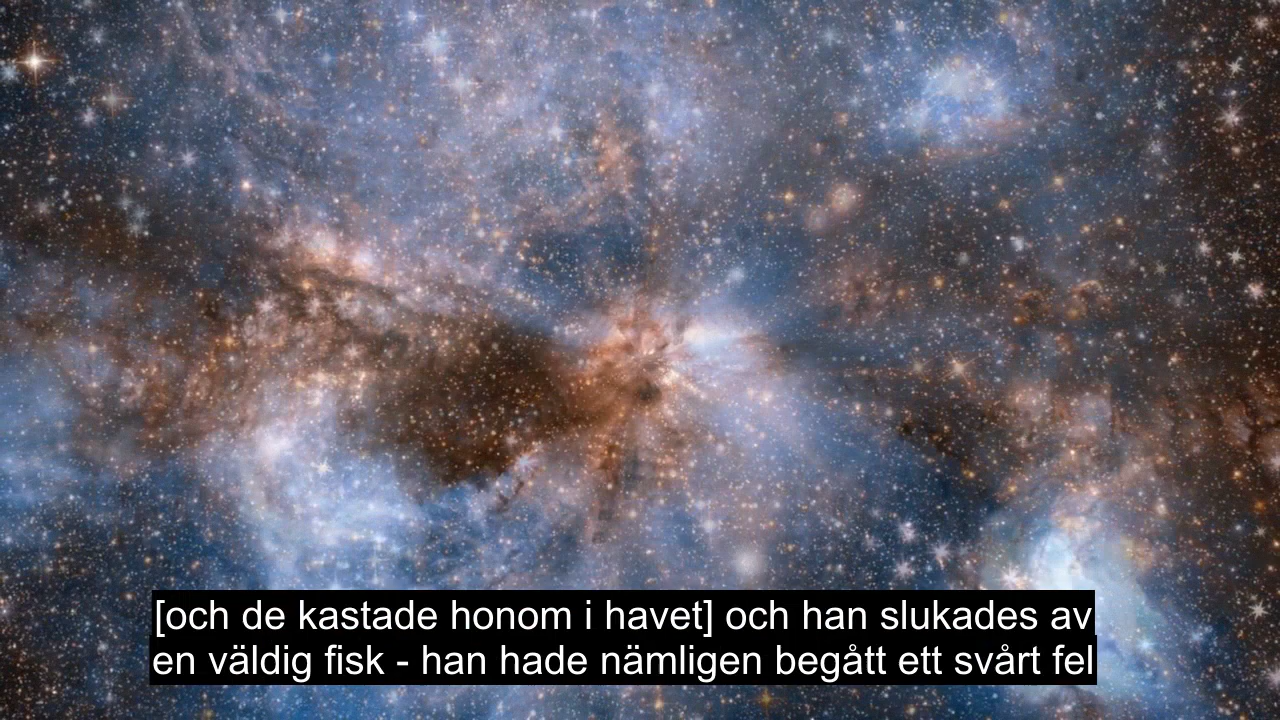 [och de kastade honom i havet] och han slukades av
en väldig fisk - han hade nämligen begått ett svårt fel